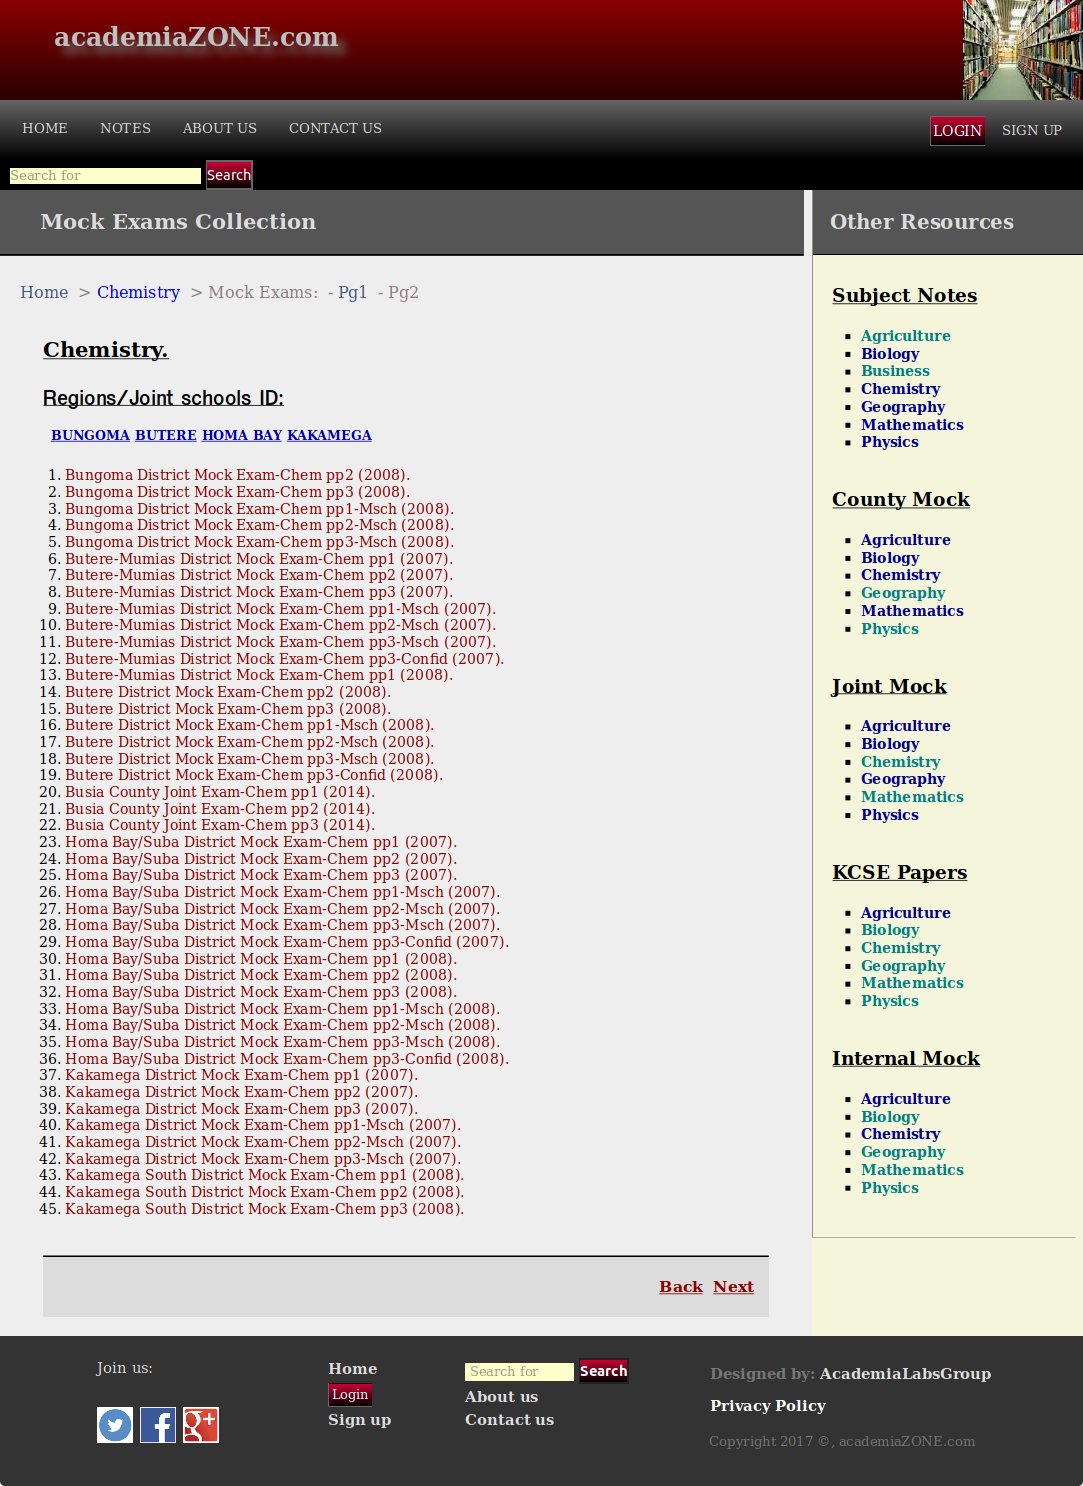 academiaZONE.com
HOME NOTES ABOUT US CONTACT US LOGIN SIGN UP
Search for Search
Mock Exams Collection
Home > Chemistry > Mock Exams: - Pg1 - Pg2
Chemistry.
Regions/Joint schools ID:
BUNGOMA BUTERE HOMA BAY KAKAMEGA
1. Bungoma District Mock Exam-Chem pp2 (2008).
2. Bungoma District Mock Exam-Chem pp3 (2008).
3. Bungoma District Mock Exam-Chem pp1-Msch (2008).
4. Bungoma District Mock Exam-Chem pp2-Msch (2008).
5. Bungoma District Mock Exam-Chem pp3-Msch (2008).
6. Butere-Mumias District Mock Exam-Chem pp1 (2007).
7. Butere-Mumias District Mock Exam-Chem pp2 (2007).
8. Butere-Mumias District Mock Exam-Chem pp3 (2007).
9. Butere-Mumias District Mock Exam-Chem pp1-Msch (2007).
10. Butere-Mumias District Mock Exam-Chem pp2-Msch (2007).
11. Butere-Mumias District Mock Exam-Chem pp3-Msch (2007).
12. Butere-Mumias District Mock Exam-Chem pp3-Confid (2007).
13. Butere-Mumias District Mock Exam-Chem pp1 (2008).
14. Butere District Mock Exam-Chem pp2 (2008).
15. Butere District Mock Exam-Chem pp3 (2008).
16. Butere District Mock Exam-Chem pp1-Msch (2008).
17. Butere District Mock Exam-Chem pp2-Msch (2008).
18. Butere District Mock Exam-Chem pp3-Msch (2008).
19. Butere District Mock Exam-Chem pp3-Confid (2008).
20. Busia County Joint Exam-Chem pp1 (2014).
21. Busia County Joint Exam-Chem pp2 (2014).
22. Busia County Joint Exam-Chem pp3 (2014).
23. Homa Bay/Suba District Mock Exam-Chem pp1 (2007).
24. Homa Bay/Suba District Mock Exam-Chem pp2 (2007).
25. Homa Bay/Suba District Mock Exam-Chem pp3 (2007).
26. Homa Bay/Suba District Mock Exam-Chem pp1-Msch (2007).
27. Homa Bay/Suba District Mock Exam-Chem pp2-Msch (2007).
28. Homa Bay/Suba District Mock Exam-Chem pp3-Msch (2007).
29. Homa Bay/Suba District Mock Exam-Chem pp3-Confid (2007).
30. Homa Bay/Suba District Mock Exam-Chem pp1 (2008).
31. Homa Bay/Suba District Mock Exam-Chem pp2 (2008).
32. Homa Bay/Suba District Mock Exam-Chem pp3 (2008).
33. Homa Bay/Suba District Mock Exam-Chem pp1-Msch (2008).
34. Homa Bay/Suba District Mock Exam-Chem pp2-Msch (2008).
35. Homa Bay/Suba District Mock Exam-Chem pp3-Msch (2008).
36. Homa Bay/Suba District Mock Exam-Chem pp3-Confid (2008).
37. Kakamega District Mock Exam-Chem pp1 (2007).
38. Kakamega District Mock Exam-Chem pp2 (2007).
39. Kakamega District Mock Exam-Chem pp3 (2007).
40. Kakamega District Mock Exam-Chem pp1-Msch (2007).
41. Kakamega District Mock Exam-Chem pp2-Msch (2007).
42. Kakamega District Mock Exam-Chem pp3-Msch (2007).
43. Kakamega South District Mock Exam-Chem pp1 (2008).
44. Kakamega South District Mock Exam-Chem pp2 (2008).
45. Kakamega South District Mock Exam-Chem pp3 (2008).
Back Next
Other Resources
Subject Notes
Agriculture
Biology
Business
Chemistry
Geography
Mathematics
Physics
County Mock
Agriculture
Biology
Chemistry
Geography
Mathematics
Physics
Joint Mock
Agriculture
Biology
Chemistry
Geography
Mathematics
Physics
KCSE Papers
Agriculture
Biology
Chemistry
Geography
Mathematics
Physics
Internal Mock
Agriculture
Biology
Chemistry
Geography
Mathematics
Physics
Join us:
Home
Login
Sign up
Search for Search
About us
Contact us
Designed by: AcademiaLabsGroup
Privacy Policy
Copyright 2017 ©, academiaZONE.com